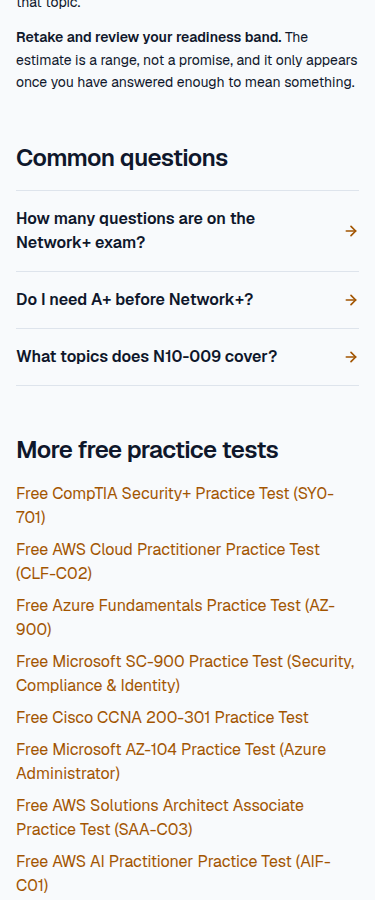 that topic.
Retake and review your readiness band. The
estimate is a range, not a promise, and it only appears
once you have answered enough to mean something.
Common questions
How many questions are on the
Network+ exam?
Do I need A+ before Network+?
What topics does N10-009 cover?
More free practice tests
Free CompTIA Security+ Practice Test (SY0-
701)
Free AWS Cloud Practitioner Practice Test
(CLF-C02)
Free Azure Fundamentals Practice Test (AZ-
900)
Free Microsoft SC-900 Practice Test (Security,
Compliance & Identity)
Free Cisco CCNA 200-301 Practice Test
Free Microsoft AZ-104 Practice Test (Azure
Administrator)
Free AWS Solutions Architect Associate
Practice Test (SAA-C03)
Free AWS AI Practitioner Practice Test (AIF-
C01)